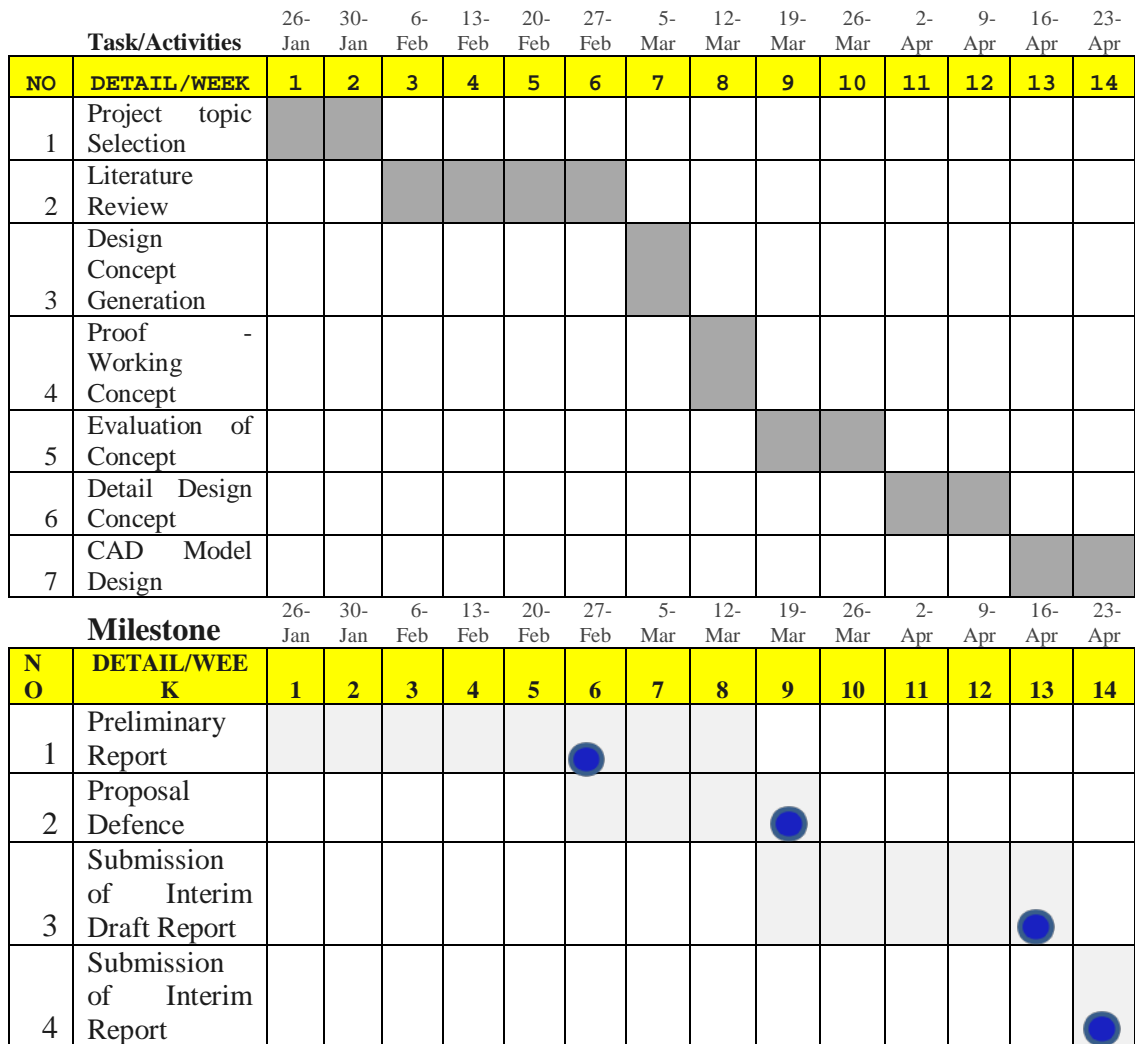 26- 30- 6- 13- 20- 27- 5- 12- 19- 26- 2- 9- 16- 23-
Task/Activities Jan Jan Feb Feb Feb Feb Mar Mar Mar Mar Apr Apr Apr Apr
NO DETAIL/WEEK 1 2 3 4 5 6 7 8 9 10 11 12 13 14
Project topic
1 Selection
Literature
2 Review
Design
Concept
3 Generation
Proof -
Working
4 Concept
Evaluation of
5 Concept
Detail Design
6 Concept
CAD Model
7 Design
26- 30- 6- 13- 20- 27- 5- 12- 19- 26- 2- 9- 16- 23-
Milestone Jan Jan Feb Feb Feb Feb Mar Mar Mar Mar Apr Apr Apr Apr
N DETAIL/WEE
O K 1 2 3 4 5 6 7 8 9 10 11 12 13 14
Preliminary
1 Report
Proposal
2 Defence
Submission
of Interim
3 Draft Report
Submission
of Interim
4 Report